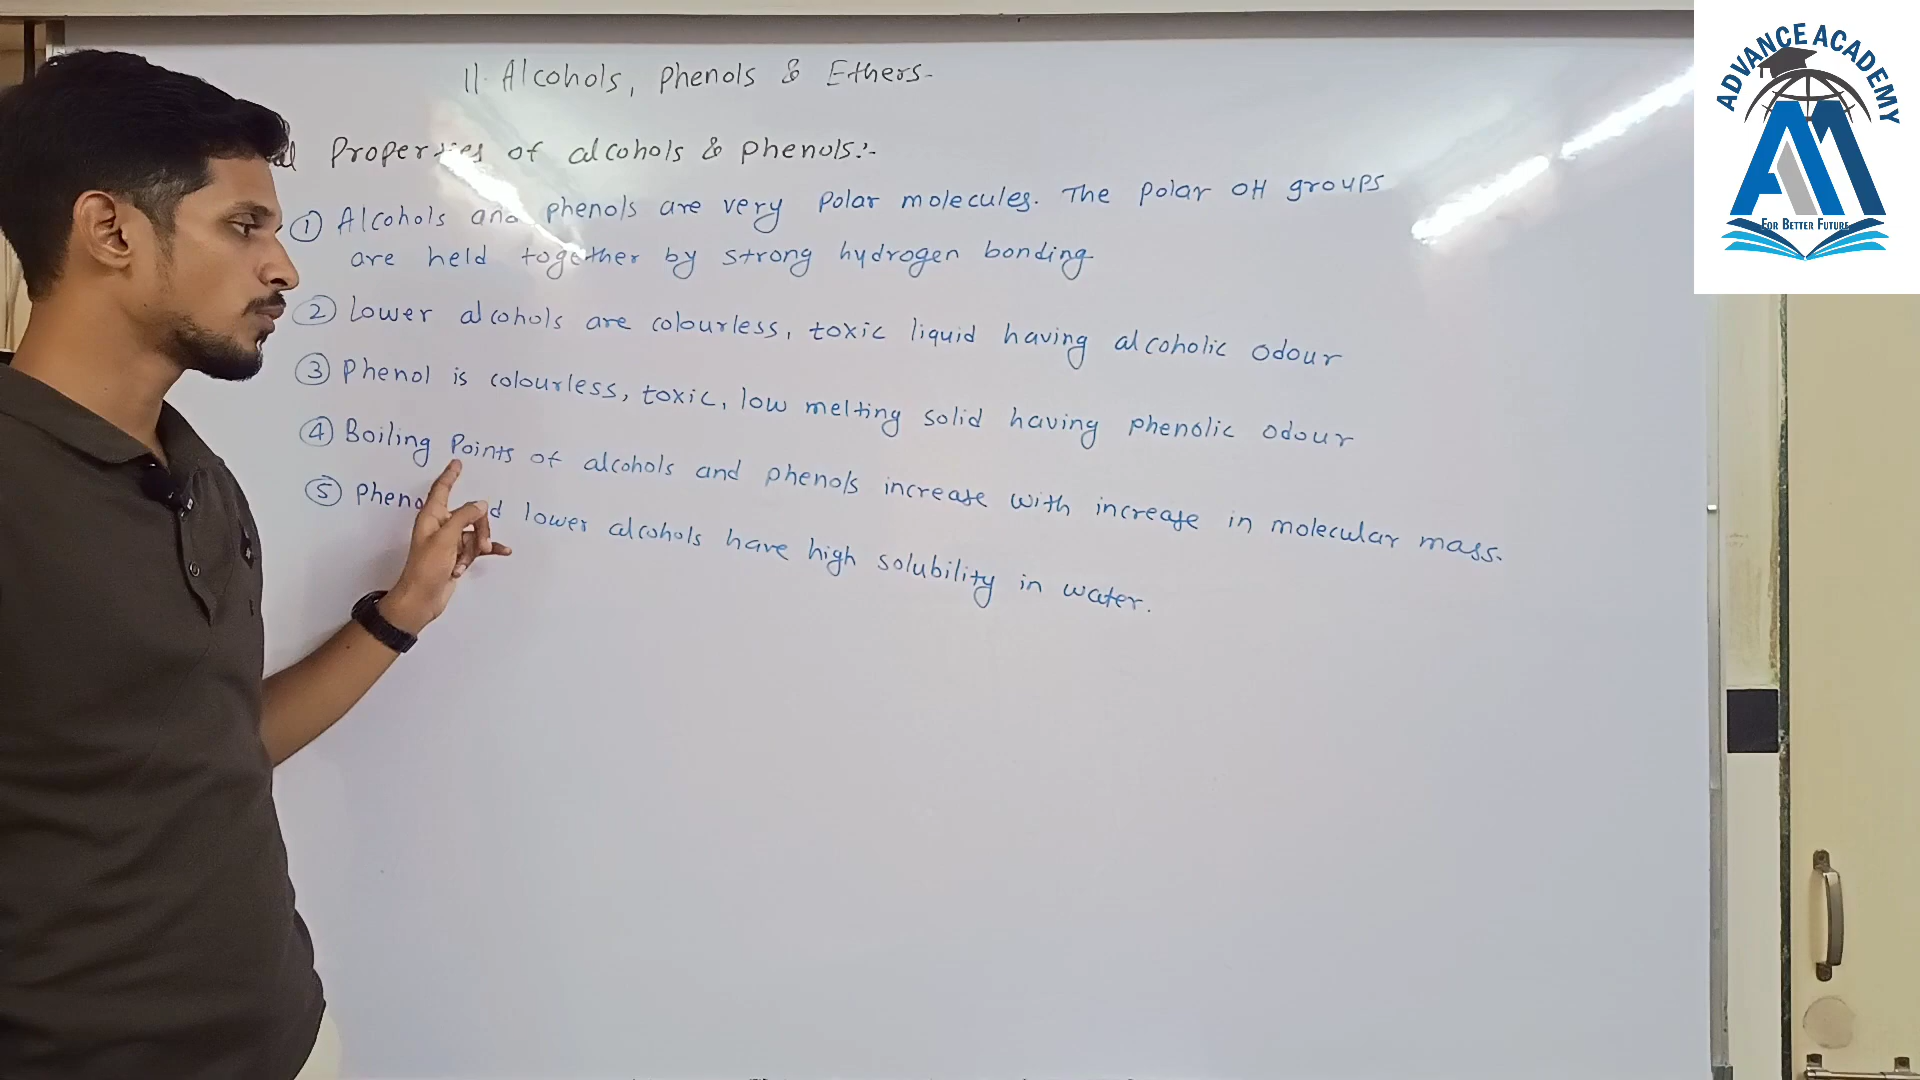 11. Alcohols, Phenols & Ethers-
Properties of alcohols & phenols:-
① Alcohols and phenols are very polar molecules. The polar OH groups
are held together by strong hydrogen bonding
② Lower alcohols are colourless, toxic liquid having alcoholic odour
③ Phenol is colourless, toxic, low melting solid having phenolic odour
④ Boiling Points of alcohols and phenols increase with increase in molecular mass.
⑤ lower alcohols have high solubility in water.
ADVANCE ACADEMY
FOR BETTER FUTURE